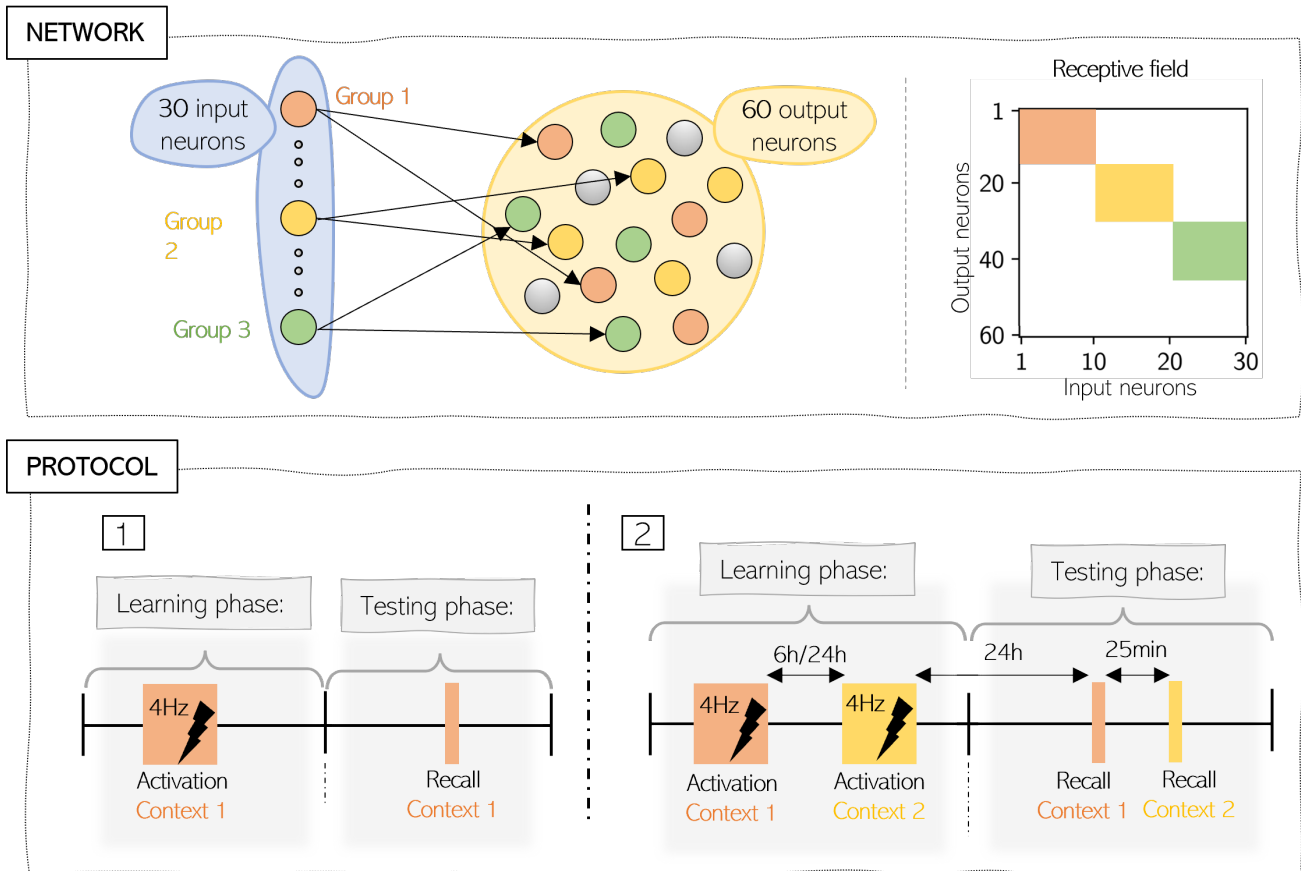 NETWORK
30 input
neurons
Group 1
Group
2
Group 3
60 output
neurons
Receptive field
Output neurons
1
20
40
60
1 10 20 30
Input neurons
PROTOCOL
1
Learning phase:
Testing phase:
4Hz
Activation
Context 1
Recall
Context 1
2
Learning phase:
Testing phase:
6h/24h
24h
25min
4Hz
4Hz
Activation
Context 1
Activation
Context 2
Recall
Context 1
Recall
Context 2